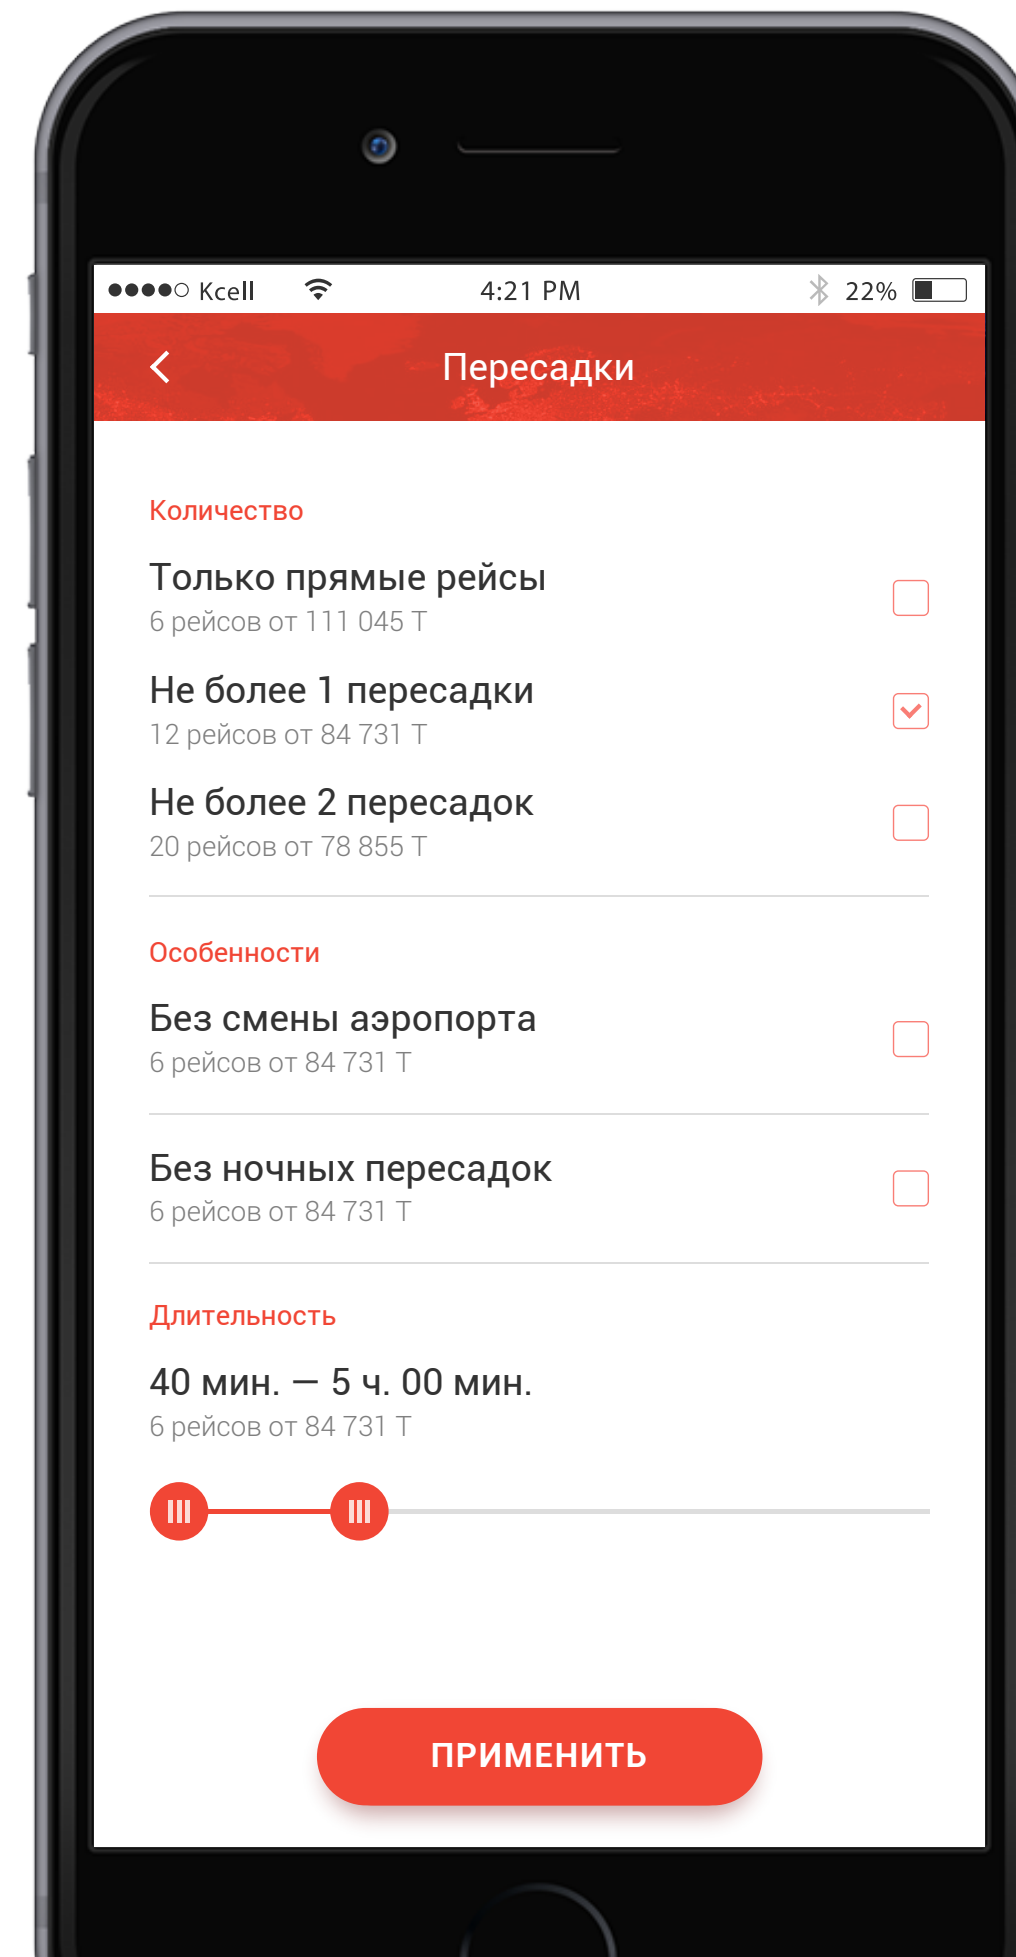 Kcell 4:21 PM 22%
Пересадки
Количество
Только прямые рейсы
6 рейсов от 111 045 Т
Не более 1 пересадки
12 рейсов от 84 731 Т
Не более 2 пересадок
20 рейсов от 78 855 Т
Особенности
Без смены аэропорта
6 рейсов от 84 731 Т
Без ночных пересадок
6 рейсов от 84 731 Т
Длительность
40 мин. — 5 ч. 00 мин.
6 рейсов от 84 731 Т
ПРИМЕНИТЬ